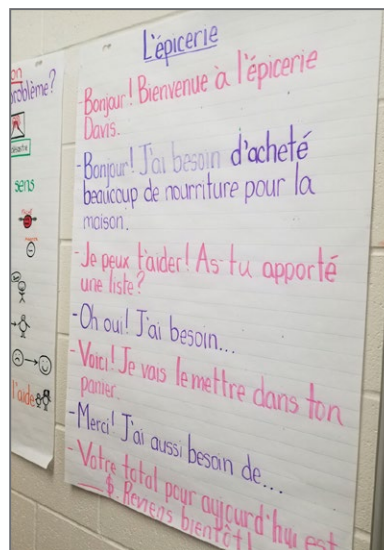 L'épicerie
-Bonjour! Bienvenue à l'épicerie
Davis.
-Bonjour! J'ai besoin d'acheté
beaucoup de nourriture pour la
maison.
-Je peux t'aider! As-tu apporté
une liste?
-Oh oui! J'ai besoin...
-Voici! Je vais le mettre dans ton
panier.
-Merci! J'ai aussi besoin de...
-Votre total pour aujourd'hui est
___$. Reviens bientôt!
on
problème?
sens
l'aide